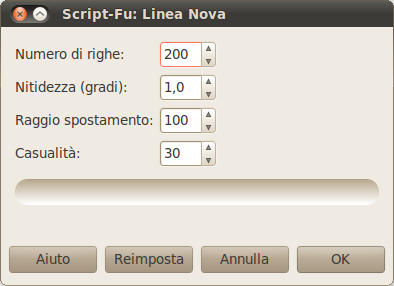 Script-Fu: Linea Nova
Numero di righe: 200
Nitidezza (gradi): 1,0
Raggio spostamento: 100
Casualità: 30
Aiuto Reimposta Annulla OK